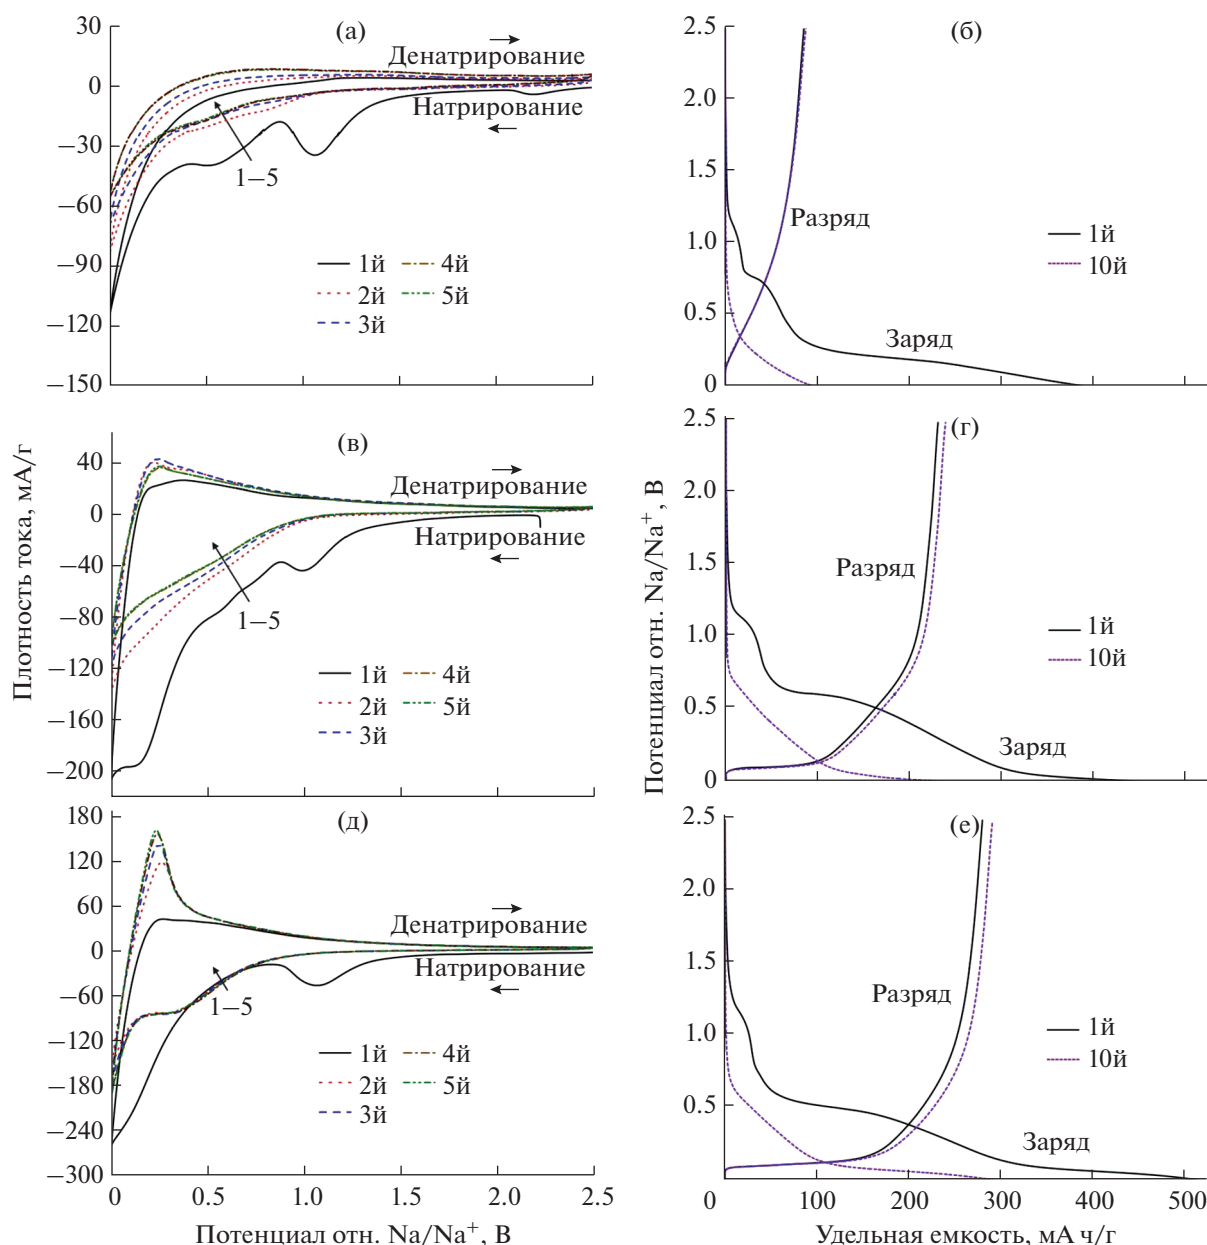 (а)
30
0
−30
−60
−90
−120
−150
Денатрирование
Натрирование
1−5
1й
2й
3й
4й
5й
(б)
2.5
2.0
1.5
1.0
0.5
0
Разряд
Заряд
1й
10й
0
100
200
300
400
500
(в)
40
0
−40
−80
−120
−160
−200
Денатрирование
Натрирование
1−5
1й
2й
3й
4й
5й
Плотность тока, мА/г
(г)
2.5
2.0
1.5
1.0
0.5
0
Разряд
Заряд
1й
10й
Потенциал отн. Na/Na⁺, В
(д)
180
120
60
0
−60
−120
−180
−240
−300
Денатрирование
Натрирование
1−5
1й
2й
3й
4й
5й
0
0.5
1.0
1.5
2.0
2.5
Потенциал отн. Na/Na⁺, В
(е)
2.5
2.0
1.5
1.0
0.5
Разряд
Заряд
1й
10й
0
100
200
300
400
500
Удельная емкость, мА ч/г